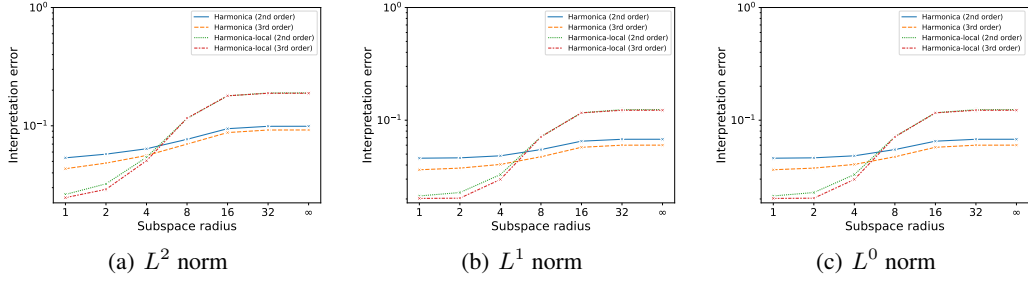 Harmonica (2nd order)
Harmonica (3rd order)
Harmonica-local (2nd order)
Harmonica-local (3rd order)
Interpretation error
10⁰
10⁻¹
1 2 4 8 16 32 ∞
Subspace radius
(a) L² norm
Harmonica (2nd order)
Harmonica (3rd order)
Harmonica-local (2nd order)
Harmonica-local (3rd order)
Interpretation error
10⁰
10⁻¹
1 2 4 8 16 32 ∞
Subspace radius
(b) L¹ norm
Harmonica (2nd order)
Harmonica (3rd order)
Harmonica-local (2nd order)
Harmonica-local (3rd order)
Interpretation error
10⁰
10⁻¹
1 2 4 8 16 32 ∞
Subspace radius
(c) L⁰ norm